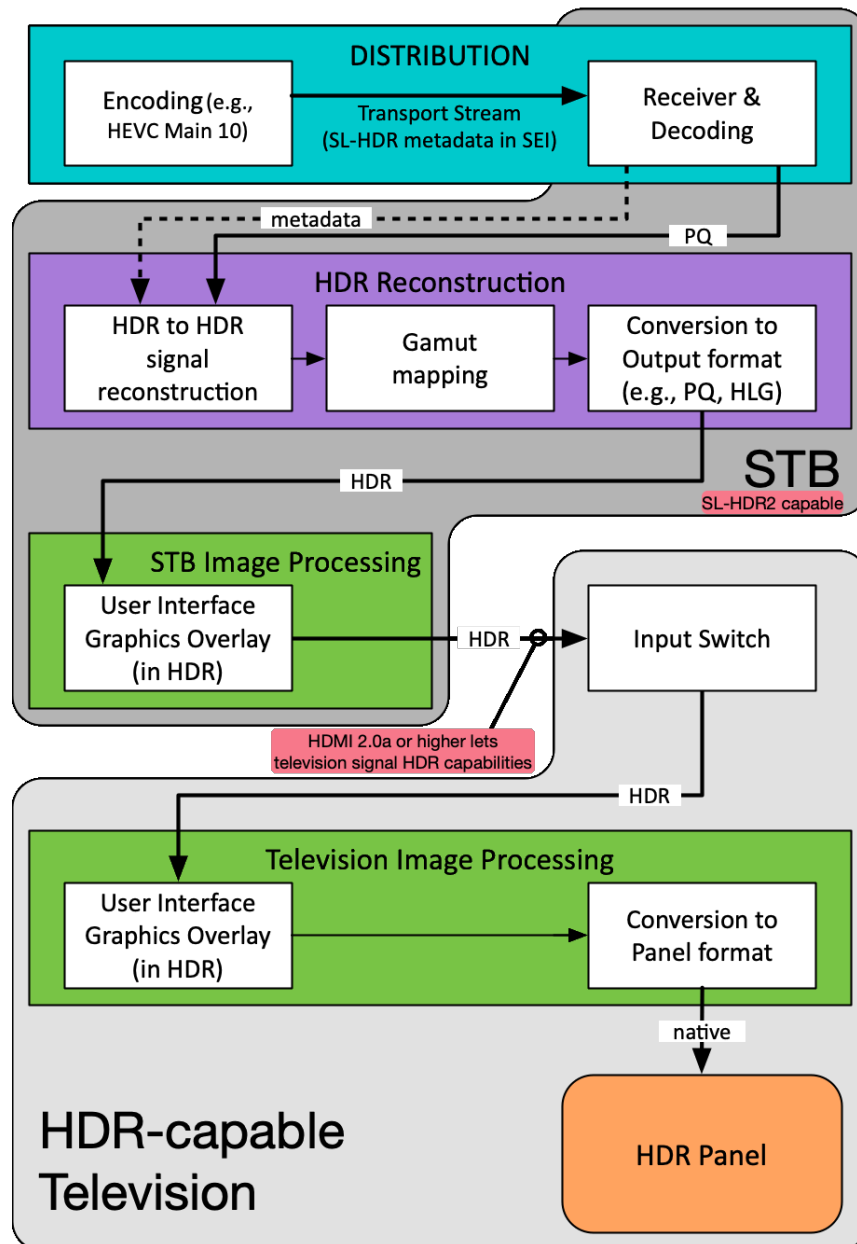 DISTRIBUTION
Encoding (e.g.,
HEVC Main 10)
Transport Stream
(SL-HDR metadata in SEI)
Receiver &
Decoding
metadata
PQ
HDR Reconstruction
HDR to HDR
signal
reconstruction
Gamut
mapping
Conversion to
Output format
(e.g., PQ, HLG)
STB
SL-HDR2 capable
HDR
STB Image Processing
User Interface
Graphics Overlay
(in HDR)
HDR
Input Switch
HDMI 2.0a or higher lets
television signal HDR capabilities
HDR
Television Image Processing
User Interface
Graphics Overlay
(in HDR)
Conversion to
Panel format
native
HDR-capable
Television
HDR Panel